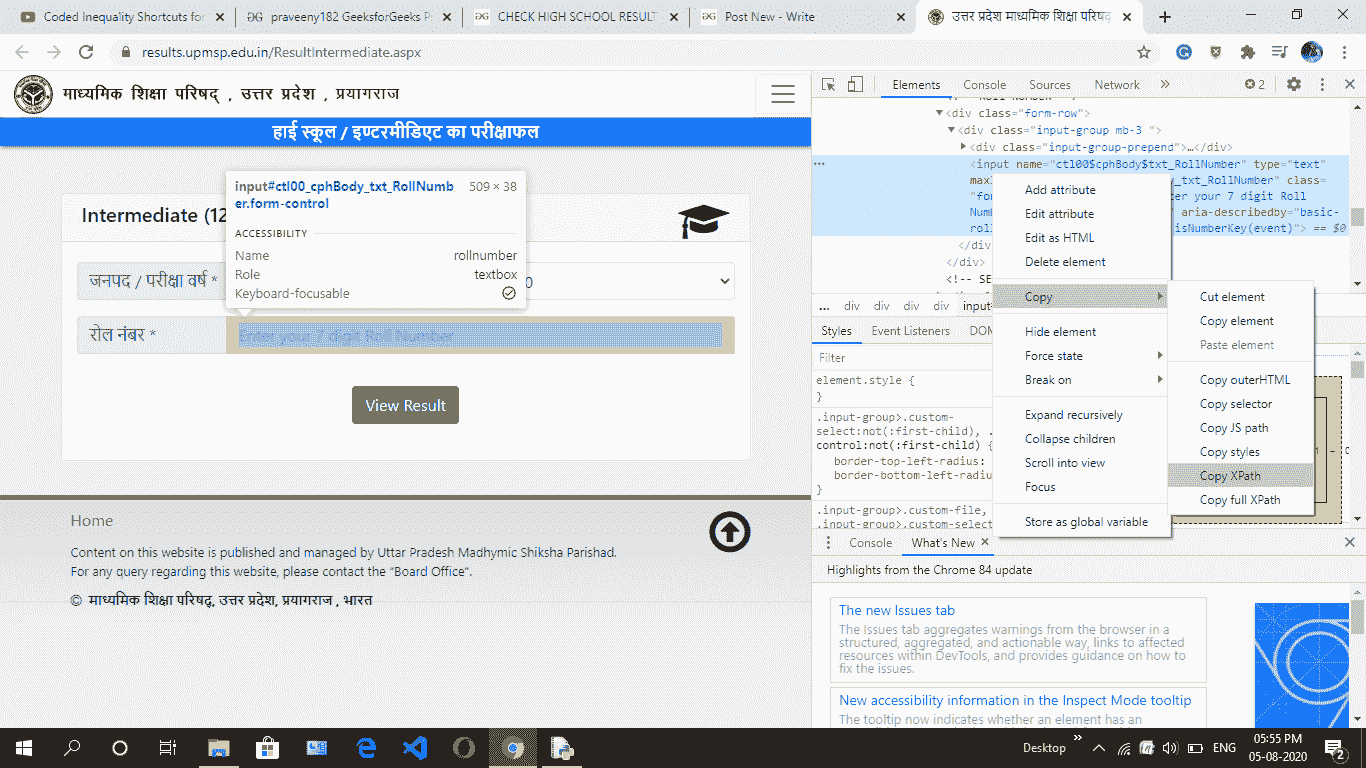 Coded Inequality Shortcuts for
praveeny182 GeeksforGeeks P
CHECK HIGH SCHOOL RESULT
Post New - Write
उत्तर प्रदेश माध्यमिक शिक्षा परिषद्
results.upmsp.edu.in/ResultIntermediate.aspx
माध्यमिक शिक्षा परिषद् , उत्तर प्रदेश , प्रयागराज
हाई स्कूल / इण्टरमीडिएट का परीक्षाफल
input#ctl00_cphBody_txt_RollNumb 509 × 38
er.form-control
ACCESSIBILITY
Name rollnumber
Role textbox
Keyboard-focusable
Intermediate (12
जनपद / परीक्षा वर्ष *
0
रोल नंबर *
Enter your 7 digit Roll Number
View Result
Home
Content on this website is published and managed by Uttar Pradesh Madhymic Shiksha Parishad.
For any query regarding this website, please contact the “Board Office”.
© माध्यमिक शिक्षा परिषद्, उत्तर प्रदेश, प्रयागराज , भारत
Elements Console Sources Network » 2
<div class="form-row">
<div class="input-group mb-3 ">
<div class="input-group-prepend">…</div>
<input name="ctl00$cphBody$txt_RollNumber" type="text"
maxl y_txt_RollNumber" class=
"for ter your 7 digit Roll
Numb " aria-describedby="basic-
roll isNumberKey(event)"> == $0
</div
</div>
<!-- SE
... div div div div input
Styles Event Listeners DOM
Filter
element.style {
}
.input-group>.custom-
select:not(:first-child), .
control:not(:first-child) {
border-top-left-radius:
border-bottom-left-radiu
}
.input-group>.custom-file,
.input-group>.custom-select
Add attribute
Edit attribute
Edit as HTML
Delete element
Copy
Hide element
Force state
Break on
Expand recursively
Collapse children
Scroll into view
Focus
Store as global variable
Cut element
Copy element
Paste element
Copy outerHTML
Copy selector
Copy JS path
Copy styles
Copy XPath
Copy full XPath
Console What's New
Highlights from the Chrome 84 update
The new Issues tab
The Issues tab aggregates warnings from the browser in a
structured, aggregated, and actionable way, links to affected
resources within DevTools, and provides guidance on how to
fix the issues.
New accessibility information in the Inspect Mode tooltip
The tooltip now indicates whether an element has an
Desktop » ENG 05:55 PM
05-08-2020
2